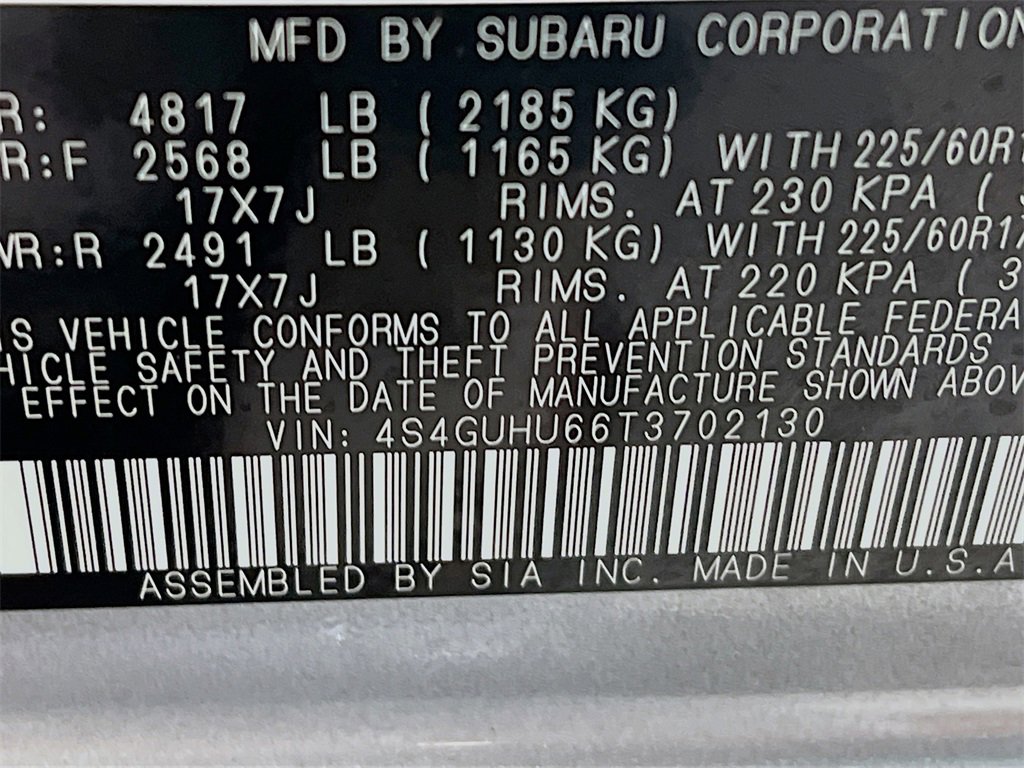 MFD BY SUBARU CORPORATION
R: 4817 LB ( 2185 KG)
R:F 2568 LB ( 1165 KG) WITH 225/60R1
17X7J RIMS. AT 230 KPA (
WR:R 2491 LB ( 1130 KG) WITH 225/60R17
17X7J RIMS. AT 220 KPA ( 3
IS VEHICLE CONFORMS TO ALL APPLICABLE FEDERA
HICLE SAFETY AND THEFT PREVENTION STANDARDS
EFFECT ON THE DATE OF MANUFACTURE SHOWN ABOV
VIN: 4S4GUHU66T3702130
ASSEMBLED BY SIA INC. MADE IN U.S.A